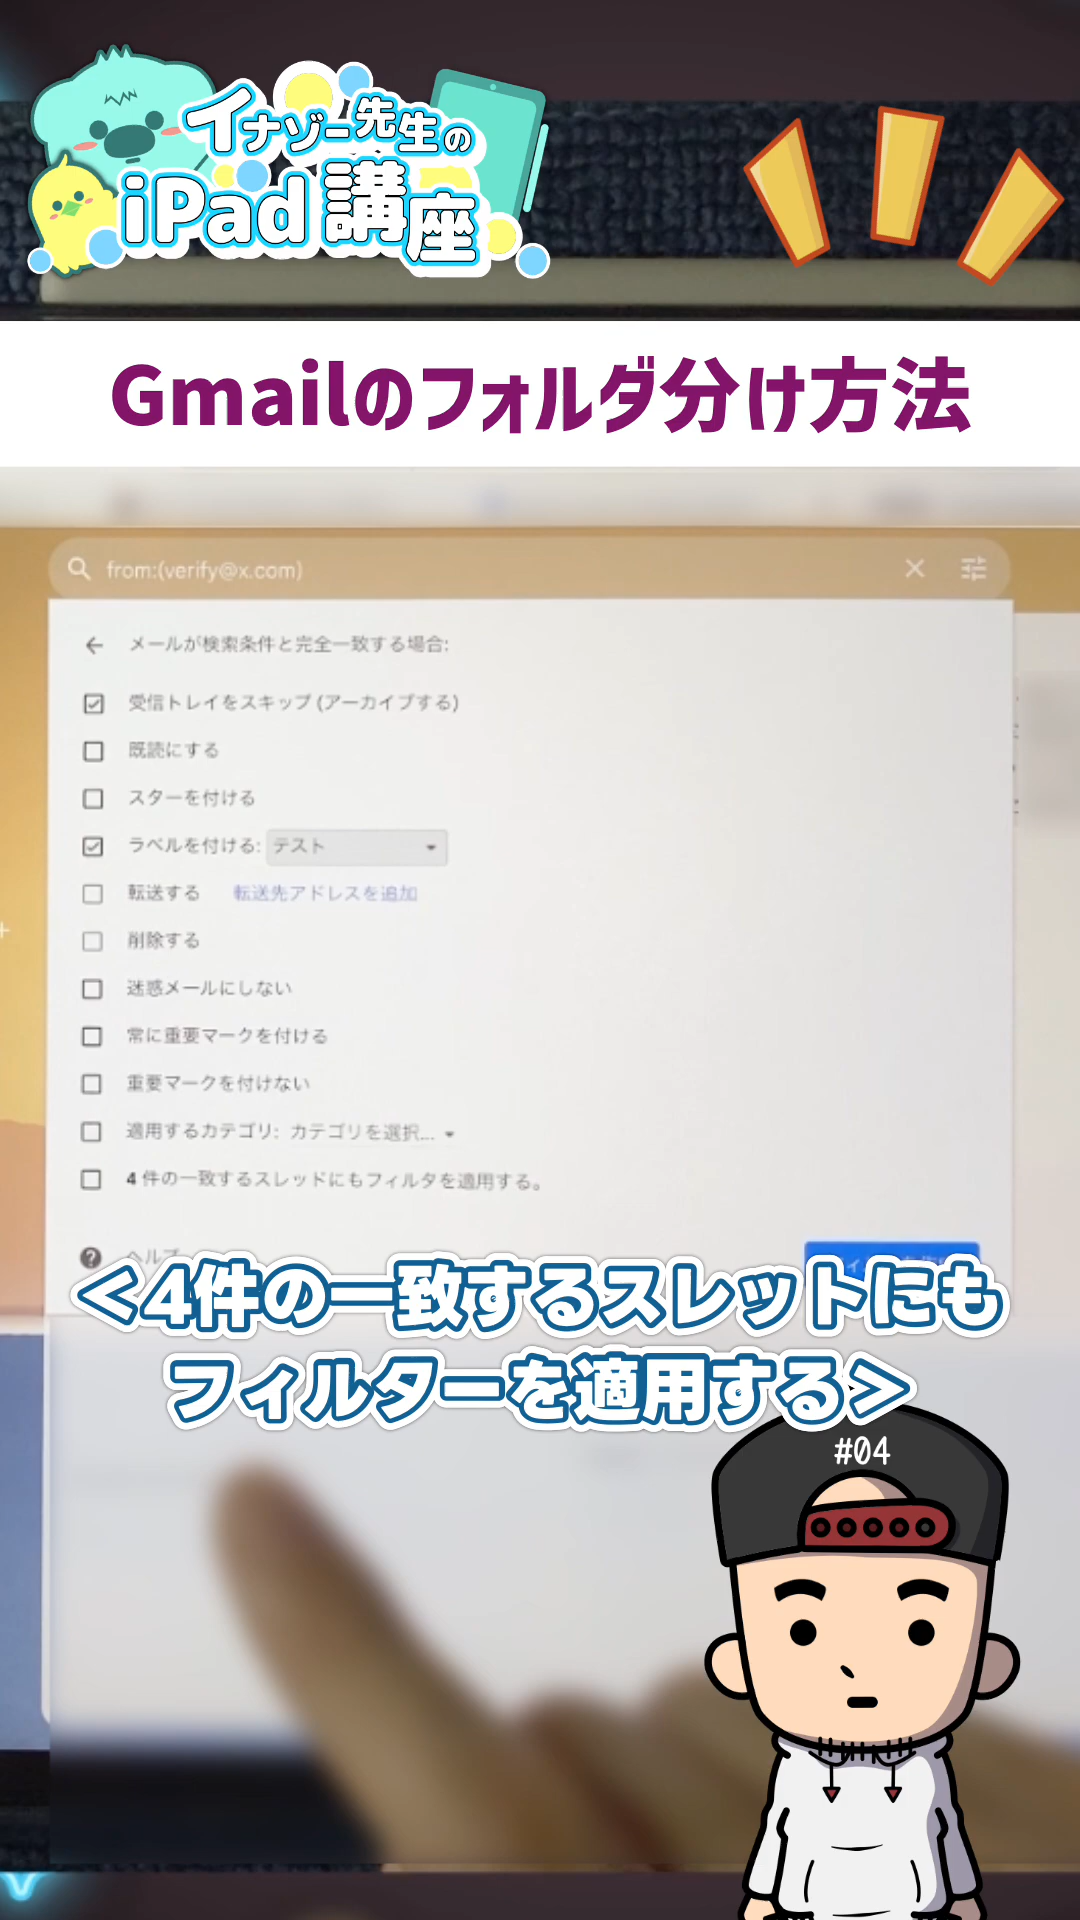 イナゾー先生の
iPad講座
Gmailのフォルダ分け方法
from:(verify@x.com)
メールが検索条件と完全一致する場合:
受信トレイをスキップ (アーカイブする)
既読にする
スターを付ける
ラベルを付ける: テスト
転送する 転送先アドレスを追加
削除する
迷惑メールにしない
常に重要マークを付ける
重要マークを付けない
適用するカテゴリ: カテゴリを選択...
4 件の一致するスレッドにもフィルタを適用する。
ヘルプ
<4件の一致するスレットにも
フィルターを適用する>
#04